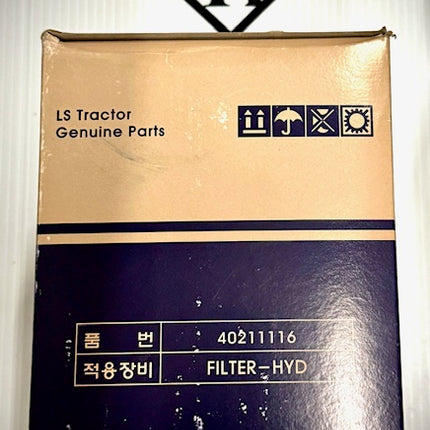 LS Tractor
Genuine Parts
품 번 40211116
적용장비 FILTER-HYD